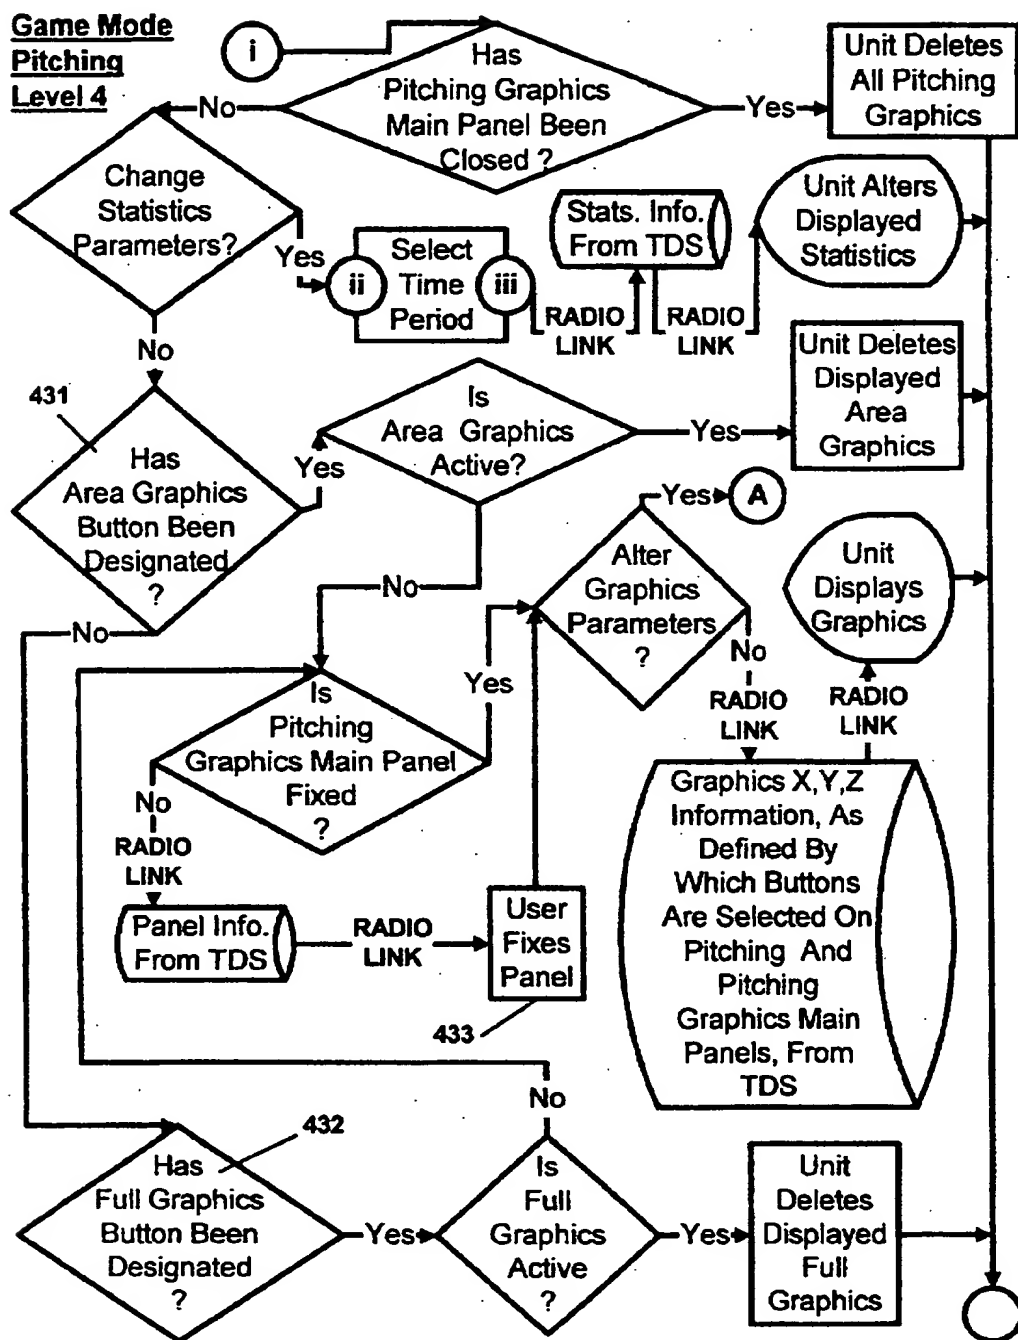 Game Mode
Pitching
Level 4
i
Has
Pitching Graphics
Main Panel Been
Closed ?
No
Yes
Unit Deletes
All Pitching
Graphics
Change
Statistics
Parameters?
Yes
ii
Select
Time
Period
iii
RADIO
LINK
Stats. Info.
From TDS
RADIO
LINK
Unit Alters
Displayed
Statistics
No
431
Has
Area Graphics
Button Been
Designated
?
Yes
Is
Area Graphics
Active?
Yes
Unit Deletes
Displayed
Area
Graphics
No
No
Yes
A
Alter
Graphics
Parameters
?
No
RADIO
LINK
Unit
Displays
Graphics
RADIO
LINK
Is
Pitching
Graphics Main Panel
Fixed
?
Yes
No
RADIO
LINK
Panel Info.
From TDS
RADIO
LINK
User
Fixes
Panel
433
Graphics X,Y,Z
Information, As
Defined By
Which Buttons
Are Selected On
Pitching And
Pitching
Graphics Main
Panels, From
TDS
432
Has
Full Graphics
Button Been
Designated
?
Yes
No
Is
Full
Graphics
Active
?
Yes
Unit
Deletes
Displayed
Full
Graphics